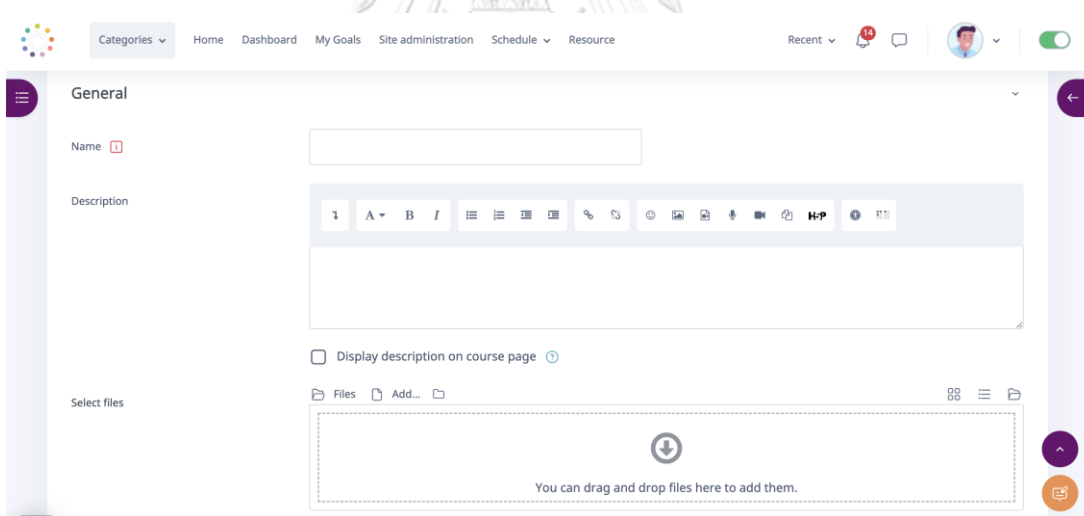 Categories Home Dashboard My Goals Site administration Schedule Resource Recent 14
General
Name
Description
A B I H-P
Display description on course page ?
Select files
Files Add...
You can drag and drop files here to add them.